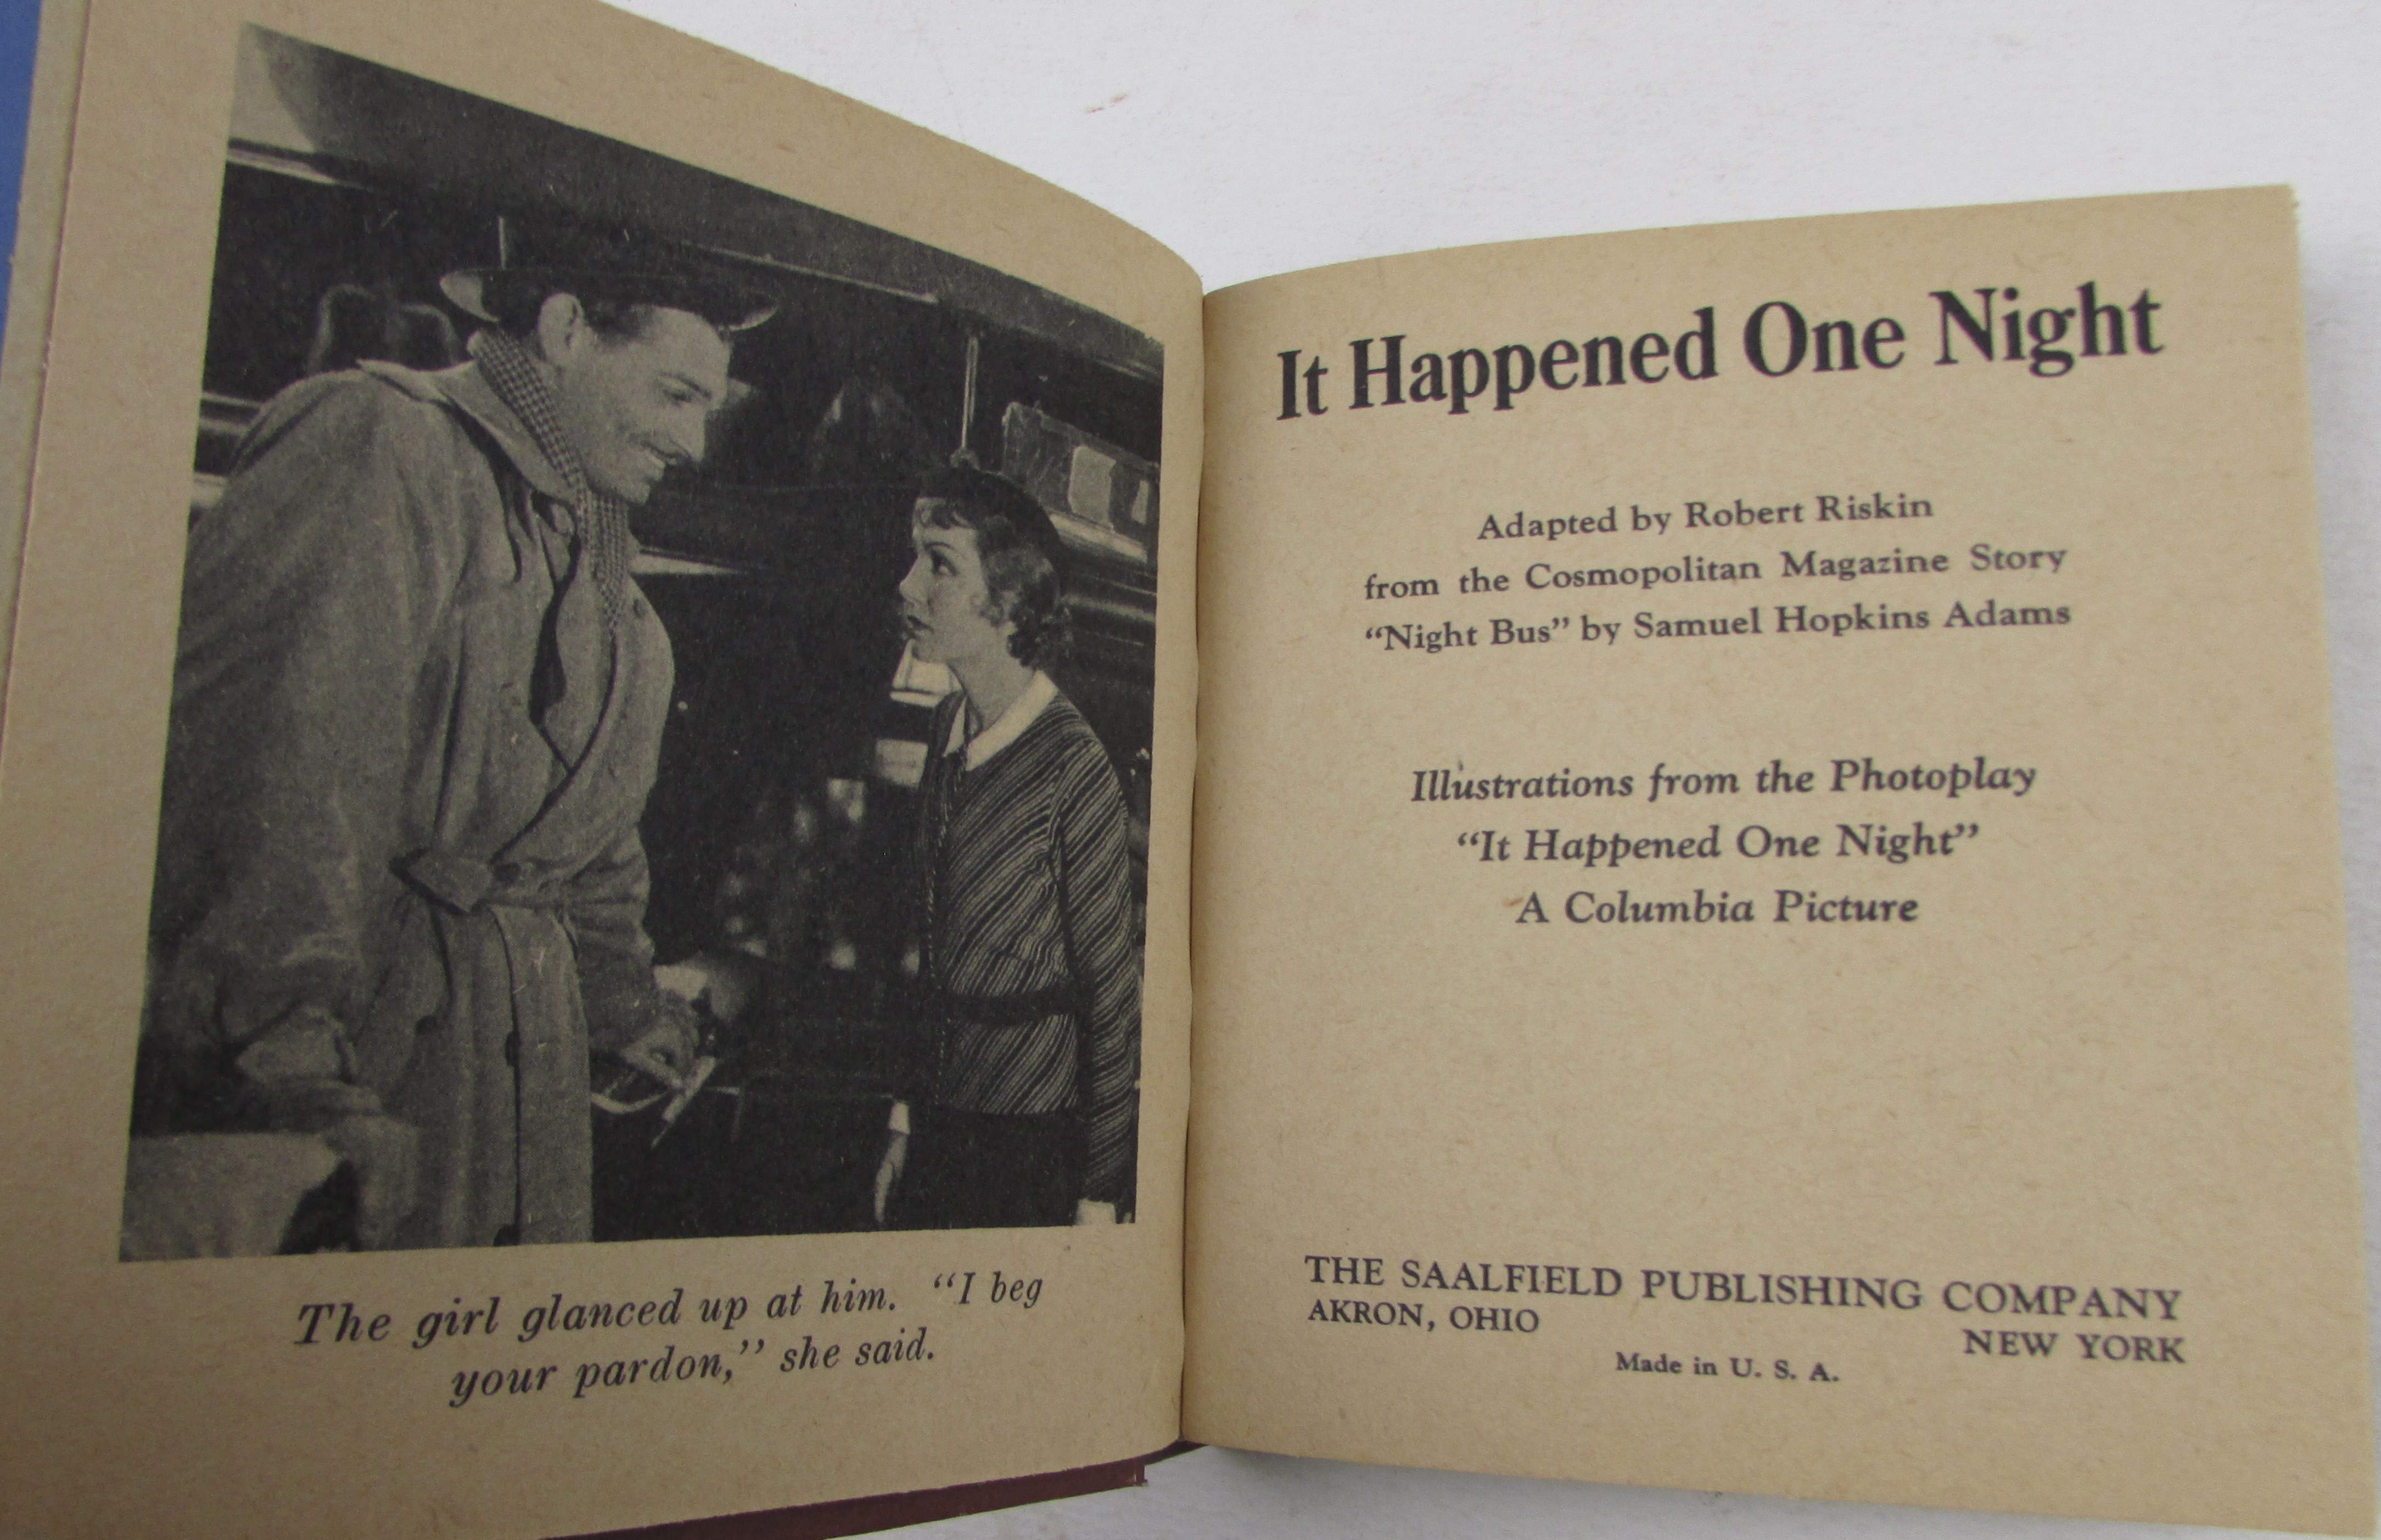 The girl glanced up at him. “I beg
your pardon,” she said.
It Happened One Night
Adapted by Robert Riskin
from the Cosmopolitan Magazine Story
“Night Bus” by Samuel Hopkins Adams
Illustrations from the Photoplay
“It Happened One Night”
A Columbia Picture
THE SAALFIELD PUBLISHING COMPANY
AKRON, OHIO
NEW YORK
Made in U. S. A.